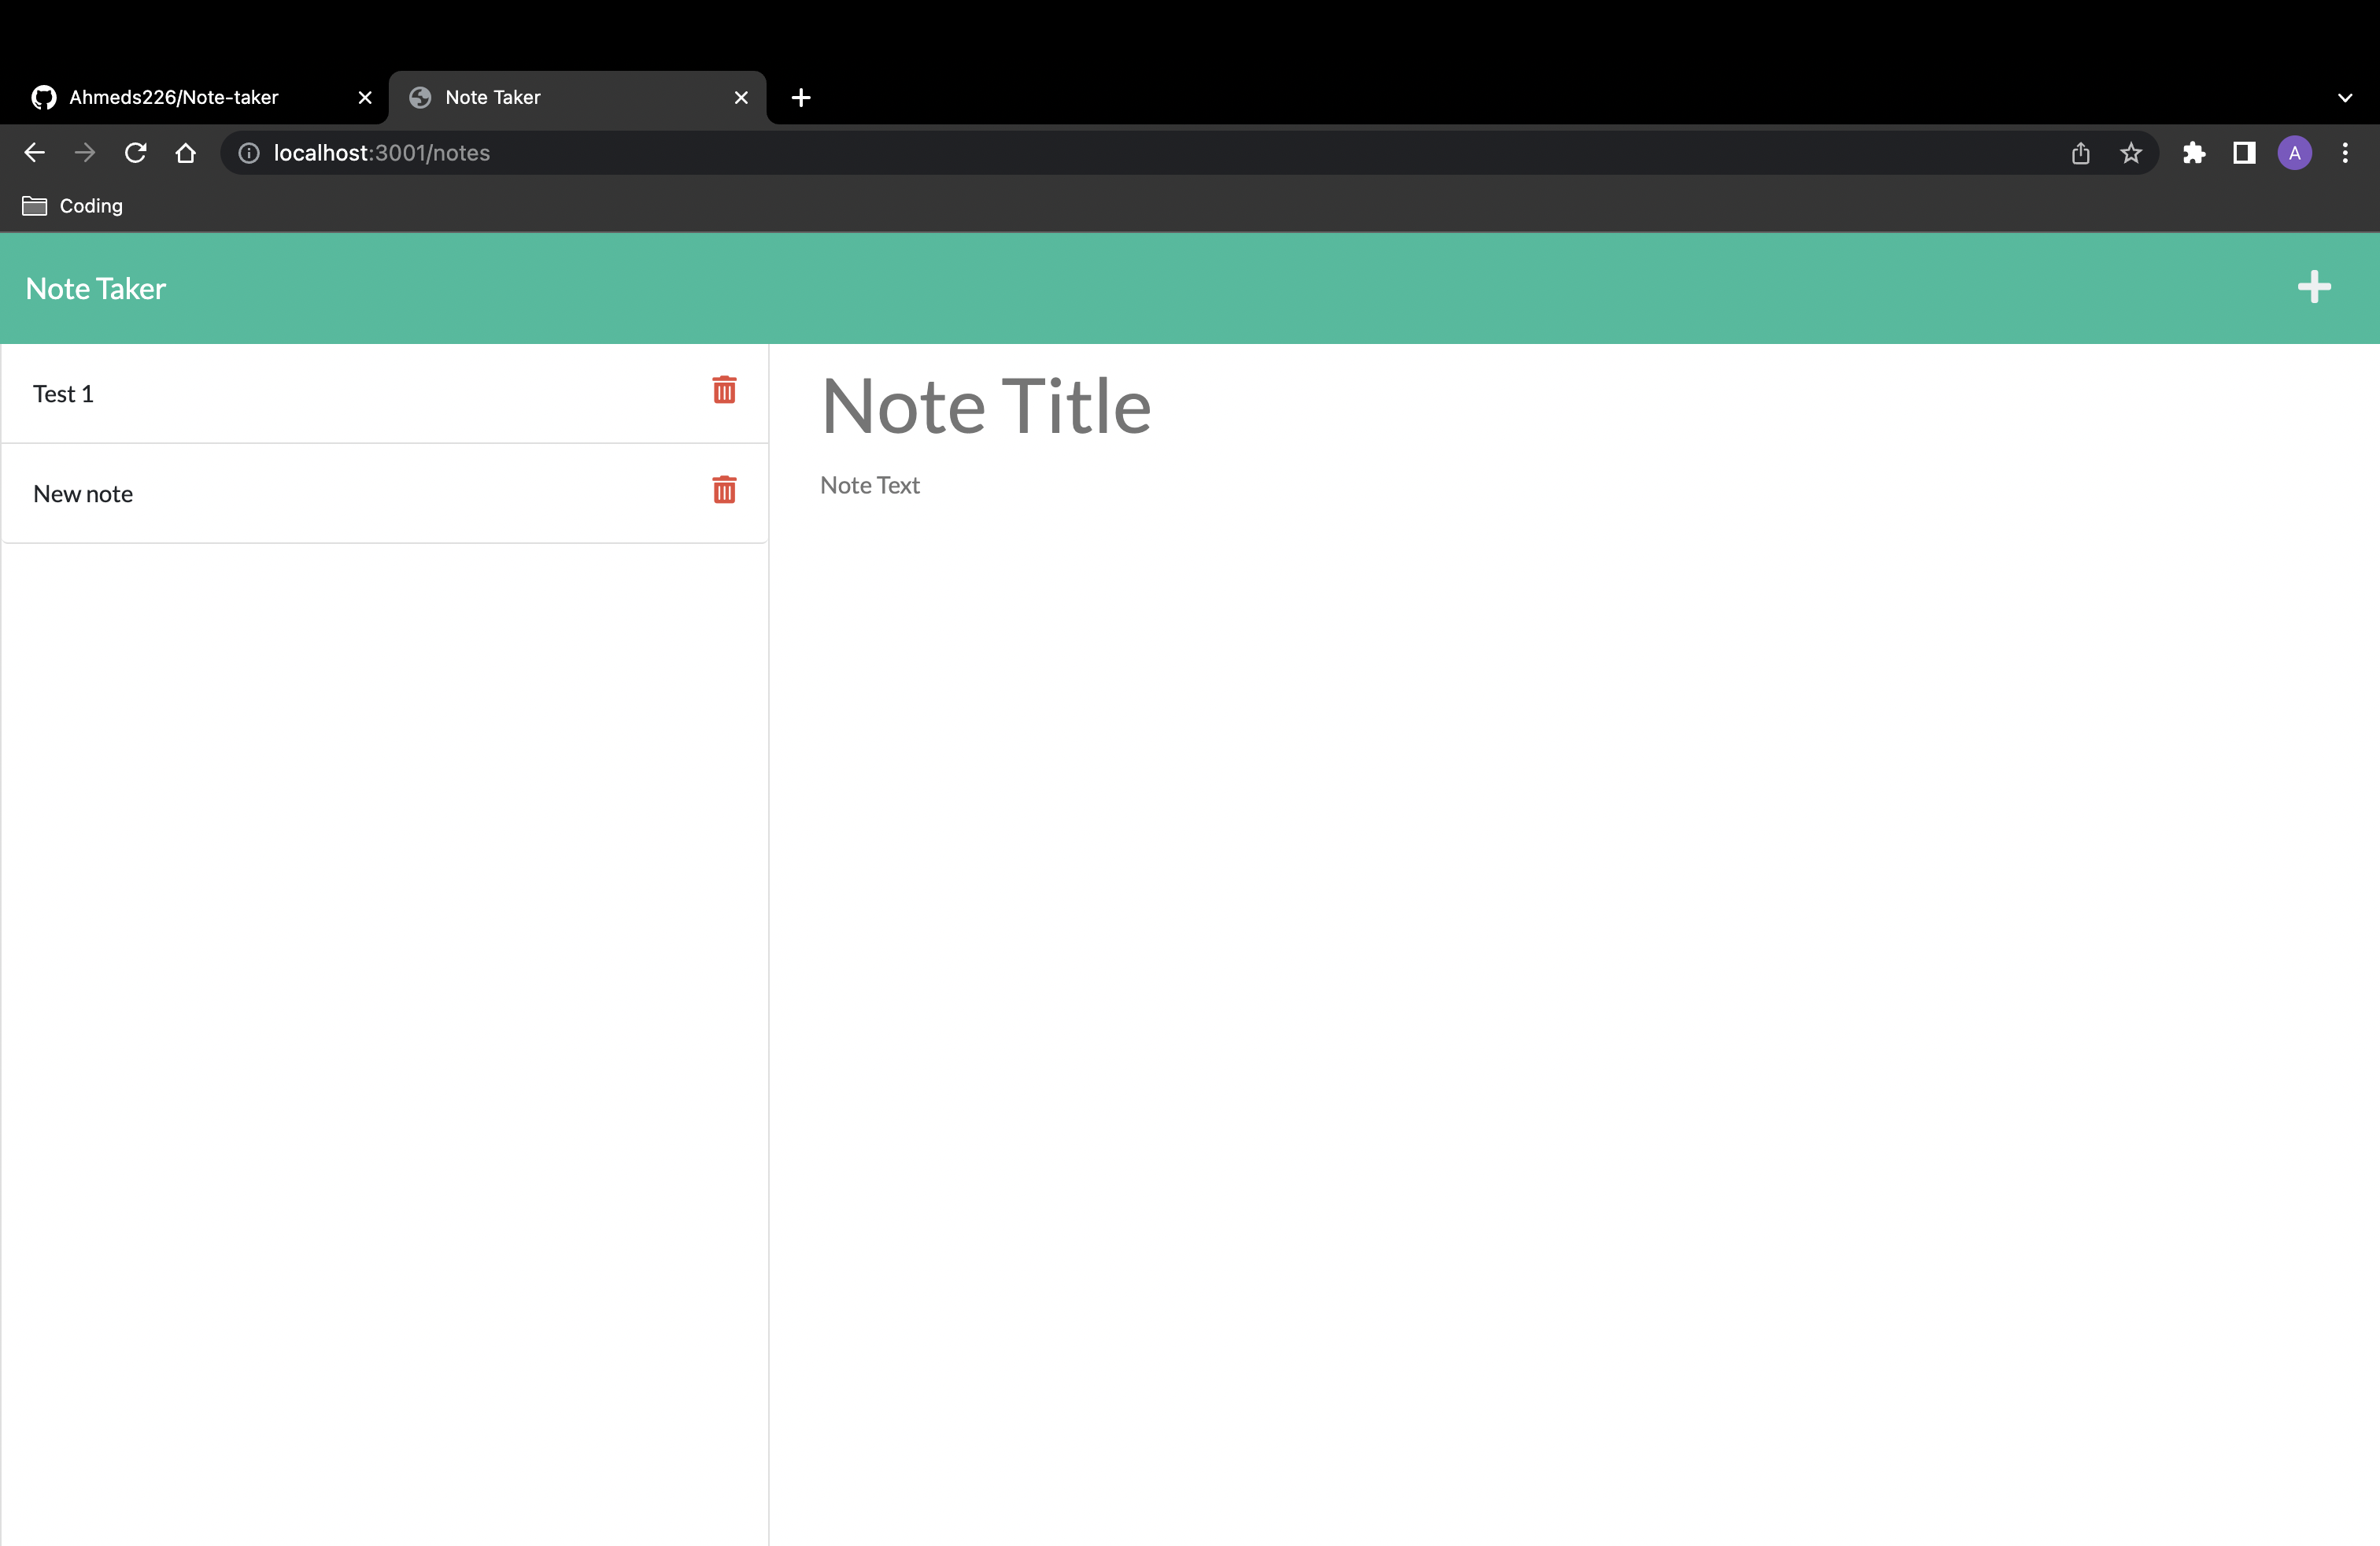 Ahmeds226/Note-taker
Note Taker
localhost:3001/notes
A
Coding
Note Taker
Test 1
New note
Note Title
Note Text